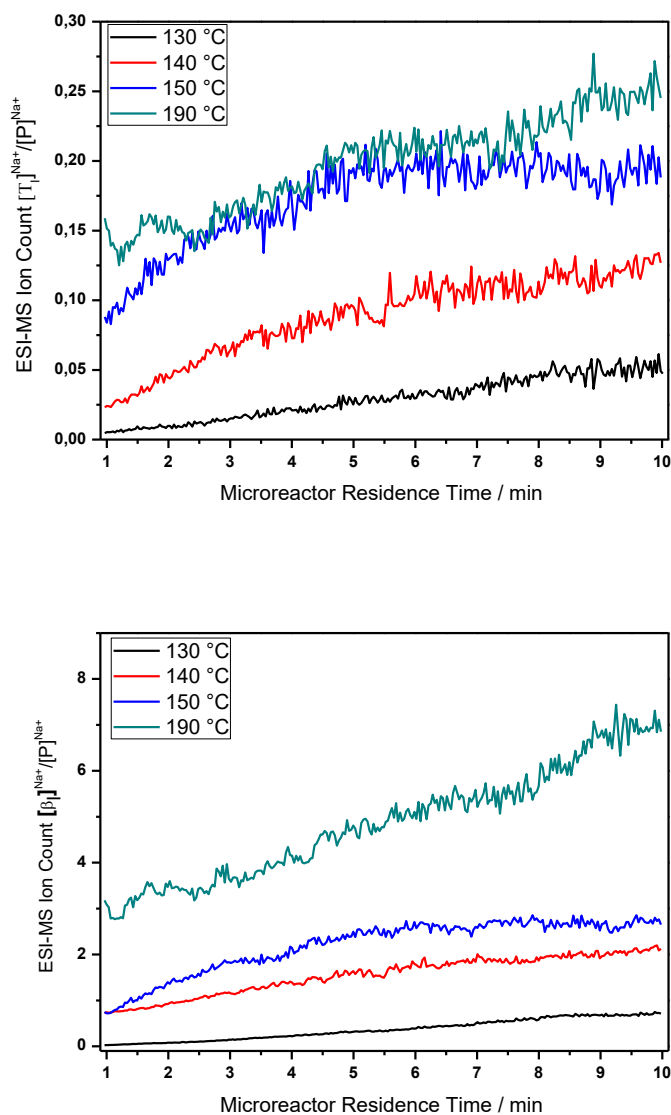 0,30
0,25
0,20
0,15
0,10
0,05
0,00
ESI-MS Ion Count [T_I]^Na+/[P]^Na+
130 °C
140 °C
150 °C
190 °C
1 2 3 4 5 6 7 8 9 10
Microreactor Residence Time / min
8
6
4
2
0
ESI-MS Ion Count [β_I]^Na+/[P]^Na+
130 °C
140 °C
150 °C
190 °C
1 2 3 4 5 6 7 8 9 10
Microreactor Residence Time / min